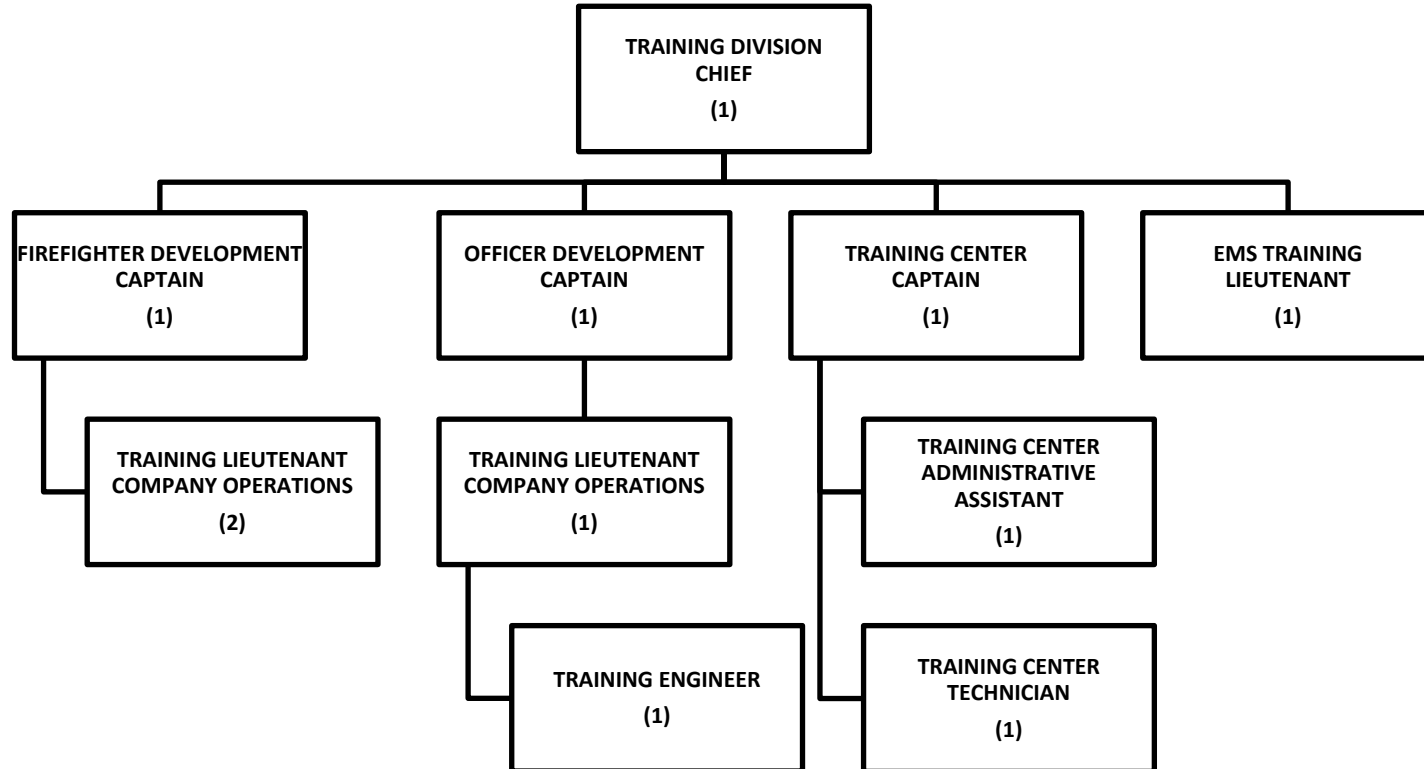 TRAINING DIVISION
CHIEF
(1)
FIREFIGHTER DEVELOPMENT
CAPTAIN
(1)
OFFICER DEVELOPMENT
CAPTAIN
(1)
TRAINING CENTER
CAPTAIN
(1)
EMS TRAINING
LIEUTENANT
(1)
TRAINING LIEUTENANT
COMPANY OPERATIONS
(2)
TRAINING LIEUTENANT
COMPANY OPERATIONS
(1)
TRAINING CENTER
ADMINISTRATIVE
ASSISTANT
(1)
TRAINING ENGINEER
(1)
TRAINING CENTER
TECHNICIAN
(1)